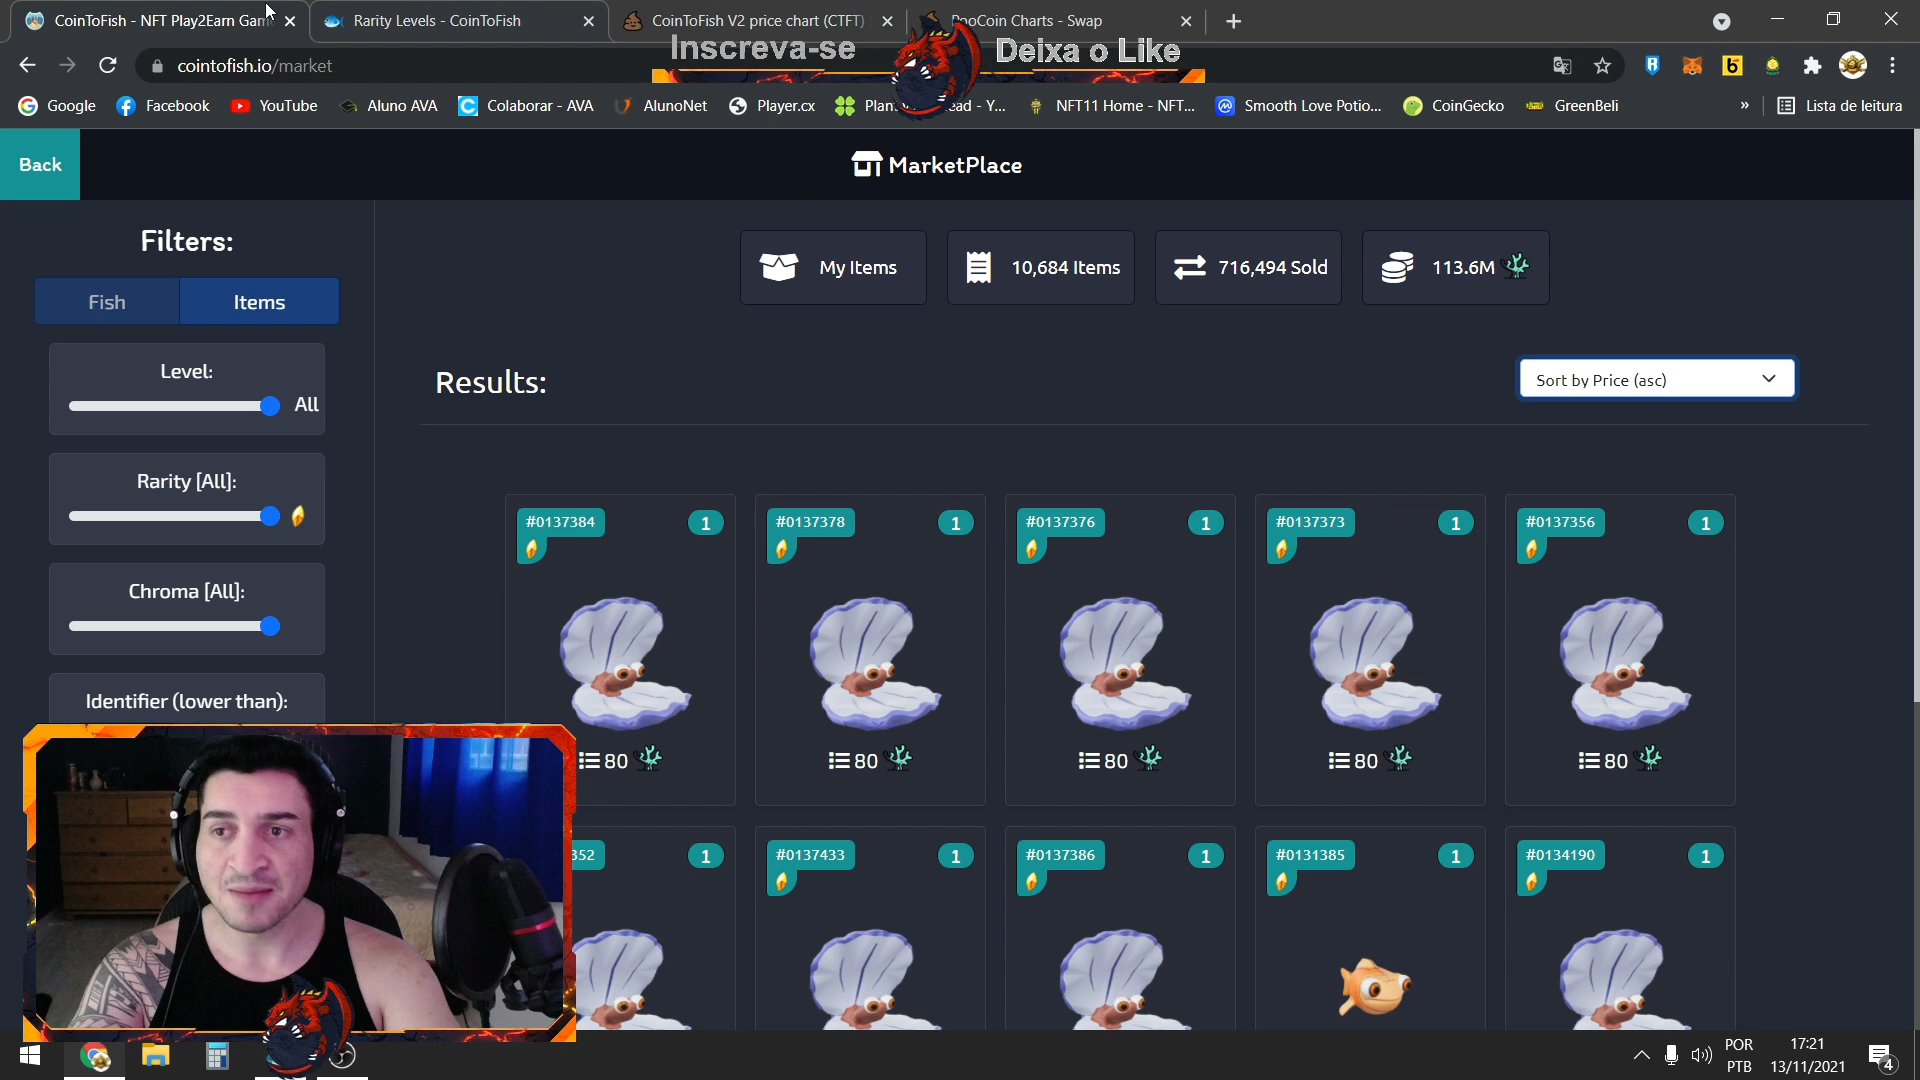 CoinToFish - NFT Play2Earn Gam
Rarity Levels - CoinToFish
CoinToFish V2 price chart (CTFT)
PooCoin Charts - Swap
Inscreva-se
Deixa o Like
cointofish.io/market
Google
Facebook
YouTube
Aluno AVA
Colaborar - AVA
AlunoNet
Player.cx
ead - Y...
NFT11 Home - NFT...
Smooth Love Potio...
CoinGecko
GreenBeli
»
Lista de leitura
Back
MarketPlace
Filters:
Fish
Items
My Items
10,684 Items
716,494 Sold
113.6M
Level:
All
Results:
Sort by Price (asc)
Rarity [All]:
Chroma [All]:
Identifier (lower than):
#0137384
1
#0137378
1
#0137376
1
#0137373
1
#0137356
1
80
80
80
80
80
352
1
#0137433
1
#0137386
1
#0131385
1
#0134190
1
POR
PTB
17:21
13/11/2021
4